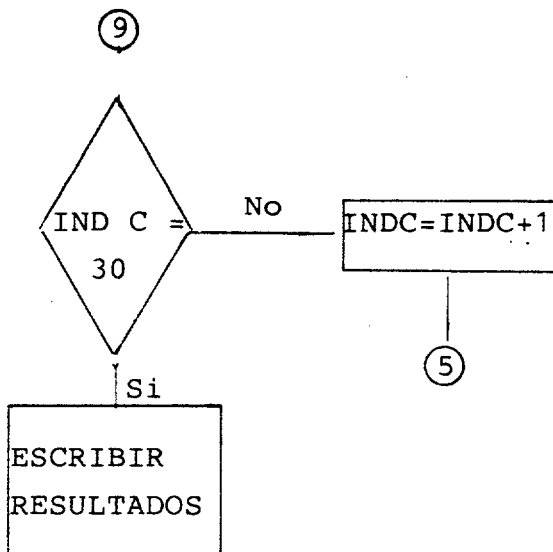 9
IND C =
30
No
INDC=INDC+1
5
Si
ESCRIBIR
RESULTADOS